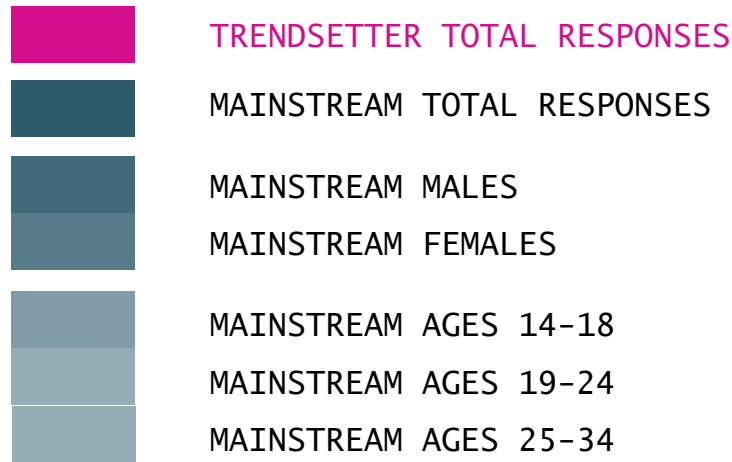 TRENDSETTER TOTAL RESPONSES
MAINSTREAM TOTAL RESPONSES
MAINSTREAM MALES
MAINSTREAM FEMALES
MAINSTREAM AGES 14-18
MAINSTREAM AGES 19-24
MAINSTREAM AGES 25-34